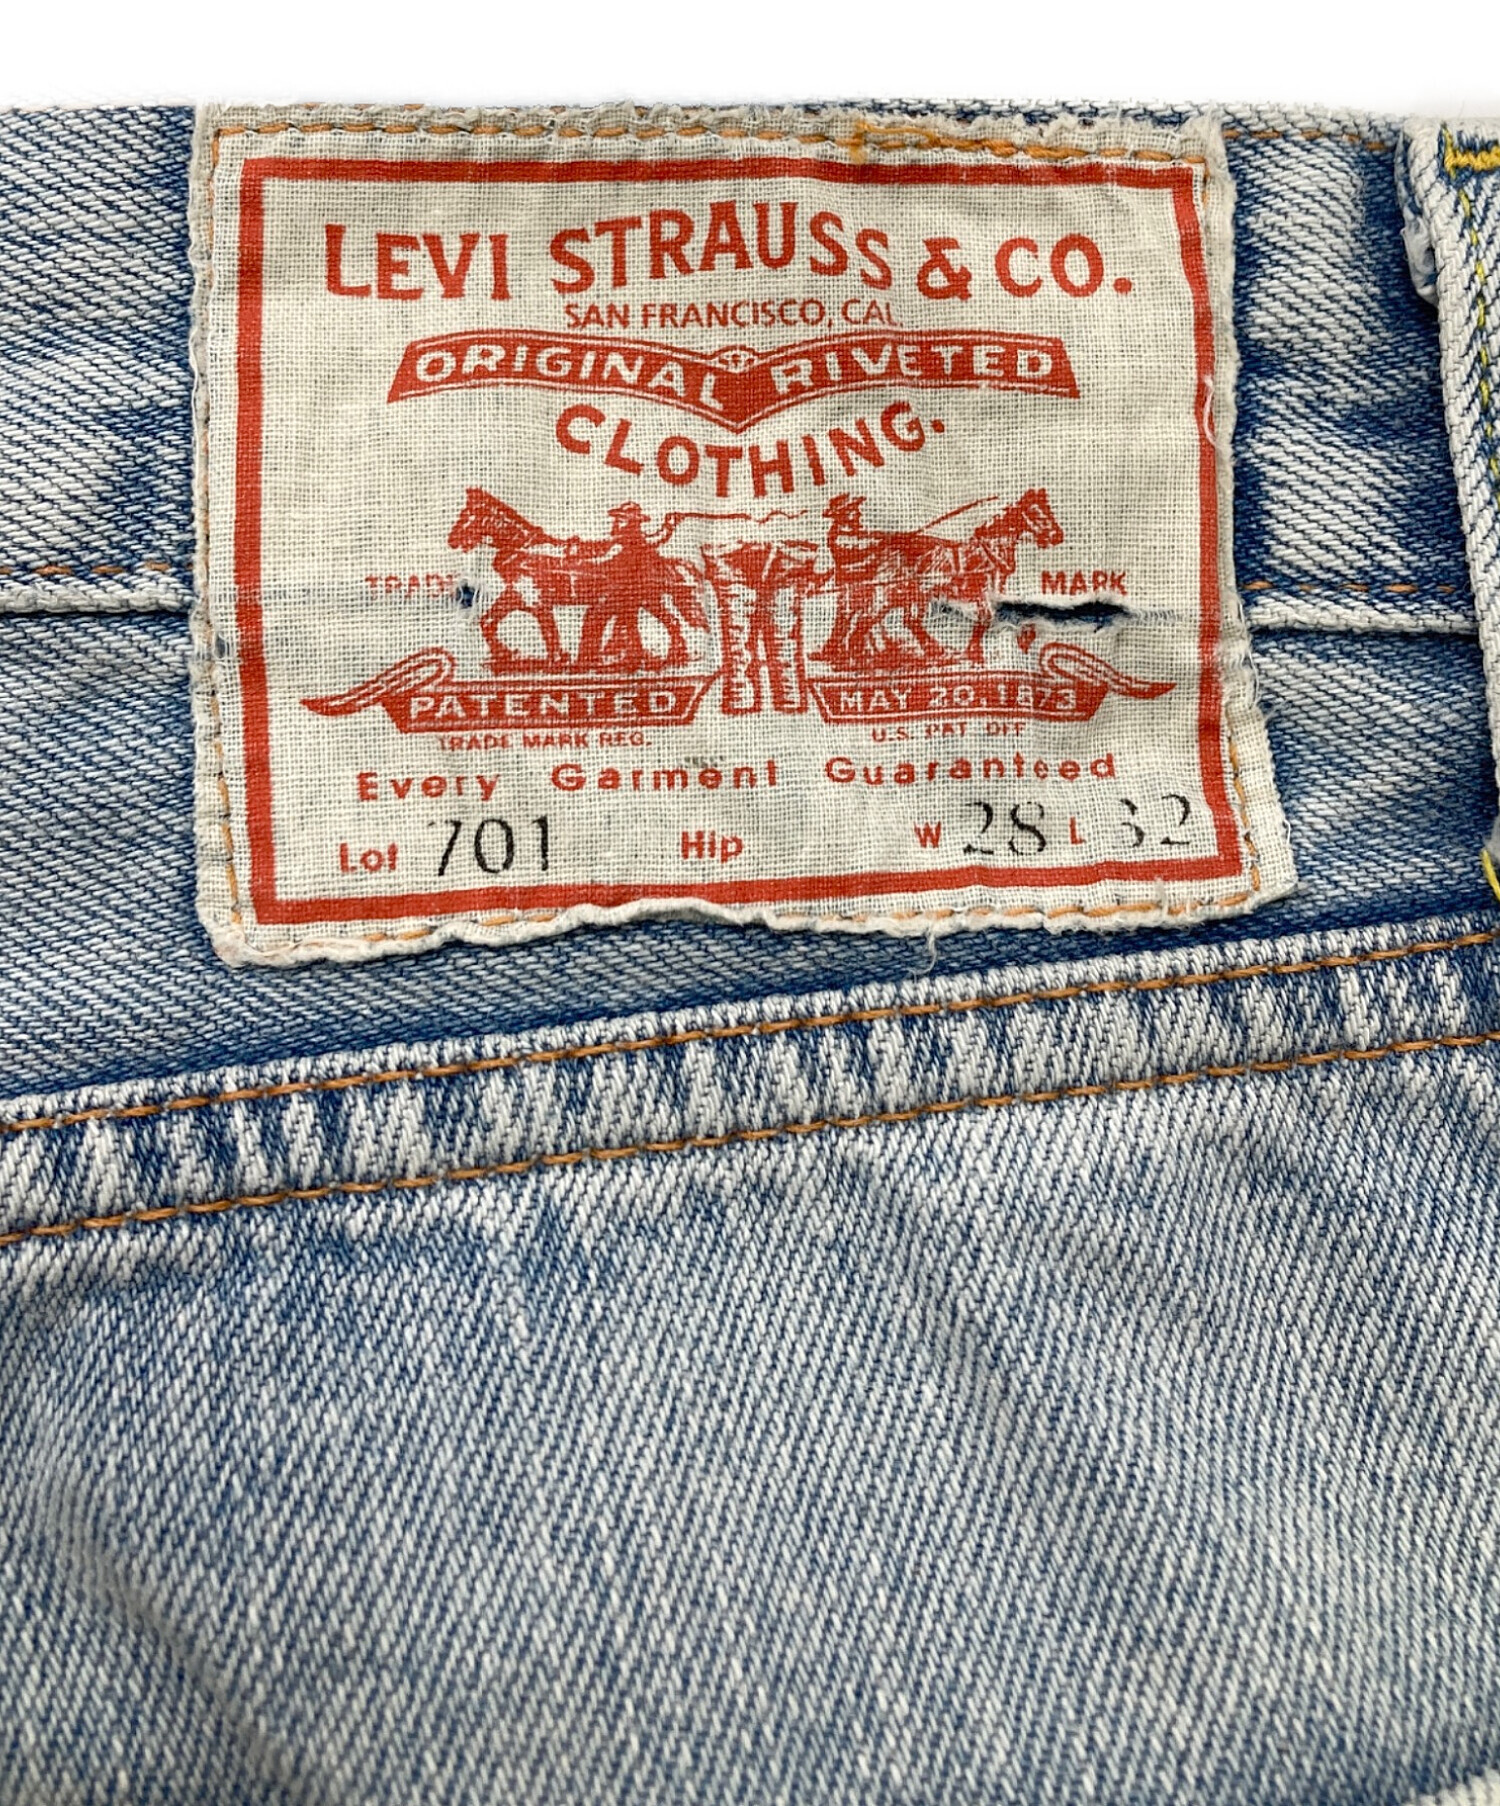 LEVI STRAUSS & CO.
SAN FRANCISCO, CAL.
ORIGINAL RIVETED
CLOTHING.
TRADE MARK
PATENTED MAY 20, 1873
TRADE MARK REG. U.S. PAT OFF
Every Garment Guaranteed
Lot 701 Hip W 28 L 32